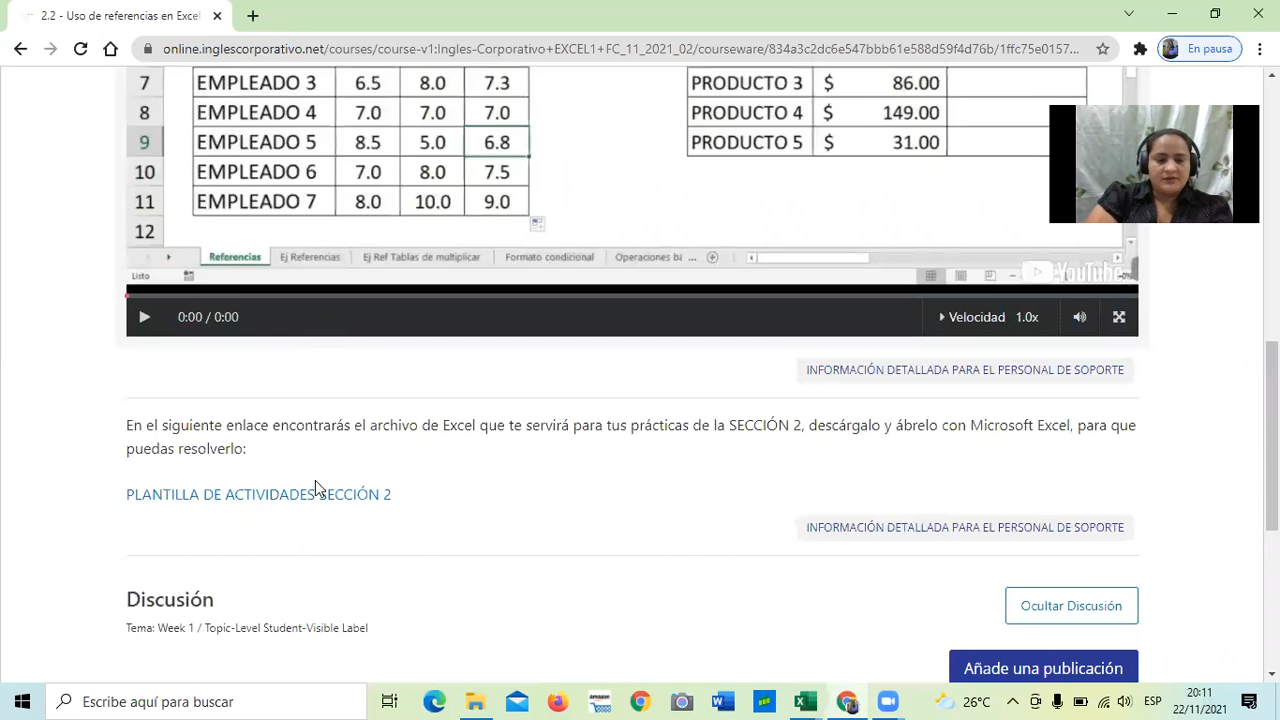 2.2 - Uso de referencias en Excel
online.inglescorporativo.net/courses/course-v1:Ingles-Corporativo+EXCEL1+FC_11_2021_02/courseware/834a3c2dc6e547bbb61e588d59f4d76b/1ffc75e0157...
En pausa
7 EMPLEADO 3 6.5 8.0 7.3 PRODUCTO 3 $ 86.00
8 EMPLEADO 4 7.0 7.0 7.0 PRODUCTO 4 $ 149.00
9 EMPLEADO 5 8.5 5.0 6.8 PRODUCTO 5 $ 31.00
10 EMPLEADO 6 7.0 8.0 7.5
11 EMPLEADO 7 8.0 10.0 9.0
12
Referencias Ej Referencias Ej Ref Tablas de multiplicar Formato condicional Operaciones bá
Listo
YouTube
0:00 / 0:00 Velocidad 1.0x
INFORMACIÓN DETALLADA PARA EL PERSONAL DE SOPORTE
En el siguiente enlace encontrarás el archivo de Excel que te servirá para tus prácticas de la SECCIÓN 2, descárgalo y ábrelo con Microsoft Excel, para que
puedas resolverlo:
PLANTILLA DE ACTIVIDADES SECCIÓN 2
INFORMACIÓN DETALLADA PARA EL PERSONAL DE SOPORTE
Discusión
Ocultar Discusión
Tema: Week 1 / Topic-Level Student-Visible Label
Añade una publicación
Escribe aquí para buscar
amazon
26°C
ESP
20:11
22/11/2021